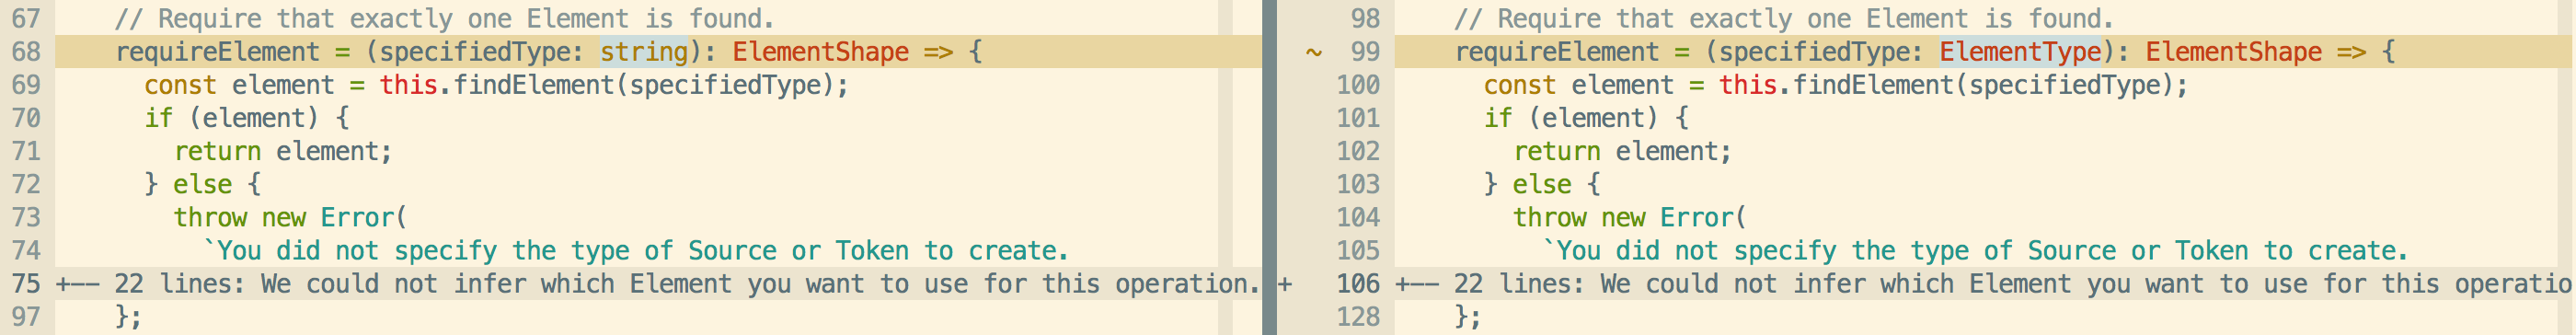 67 // Require that exactly one Element is found.
68 requireElement = (specifiedType: string): ElementShape => {
69 const element = this.findElement(specifiedType);
70 if (element) {
71 return element;
72 } else {
73 throw new Error(
74 `You did not specify the type of Source or Token to create.
75 +-- 22 lines: We could not infer which Element you want to use for this operation.
97 };
98 // Require that exactly one Element is found.
~ 99 requireElement = (specifiedType: ElementType): ElementShape => {
100 const element = this.findElement(specifiedType);
101 if (element) {
102 return element;
103 } else {
104 throw new Error(
105 `You did not specify the type of Source or Token to create.
+ 106 +-- 22 lines: We could not infer which Element you want to use for this operatio
128 };